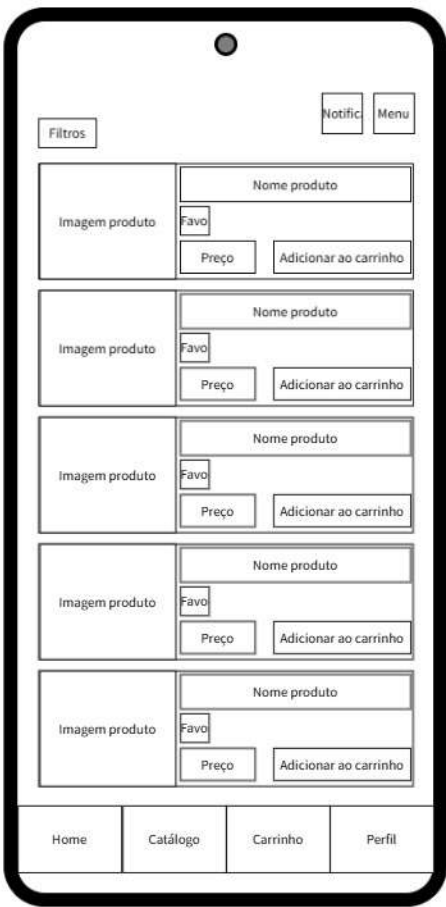 Notific
Menu
Filtros
Nome produto
Imagem produto
Favo
Preço
Adicionar ao carrinho
Nome produto
Imagem produto
Favo
Preço
Adicionar ao carrinho
Nome produto
Imagem produto
Favo
Preço
Adicionar ao carrinho
Nome produto
Imagem produto
Favo
Preço
Adicionar ao carrinho
Nome produto
Imagem produto
Favo
Preço
Adicionar ao carrinho
Home
Catálogo
Carrinho
Perfil